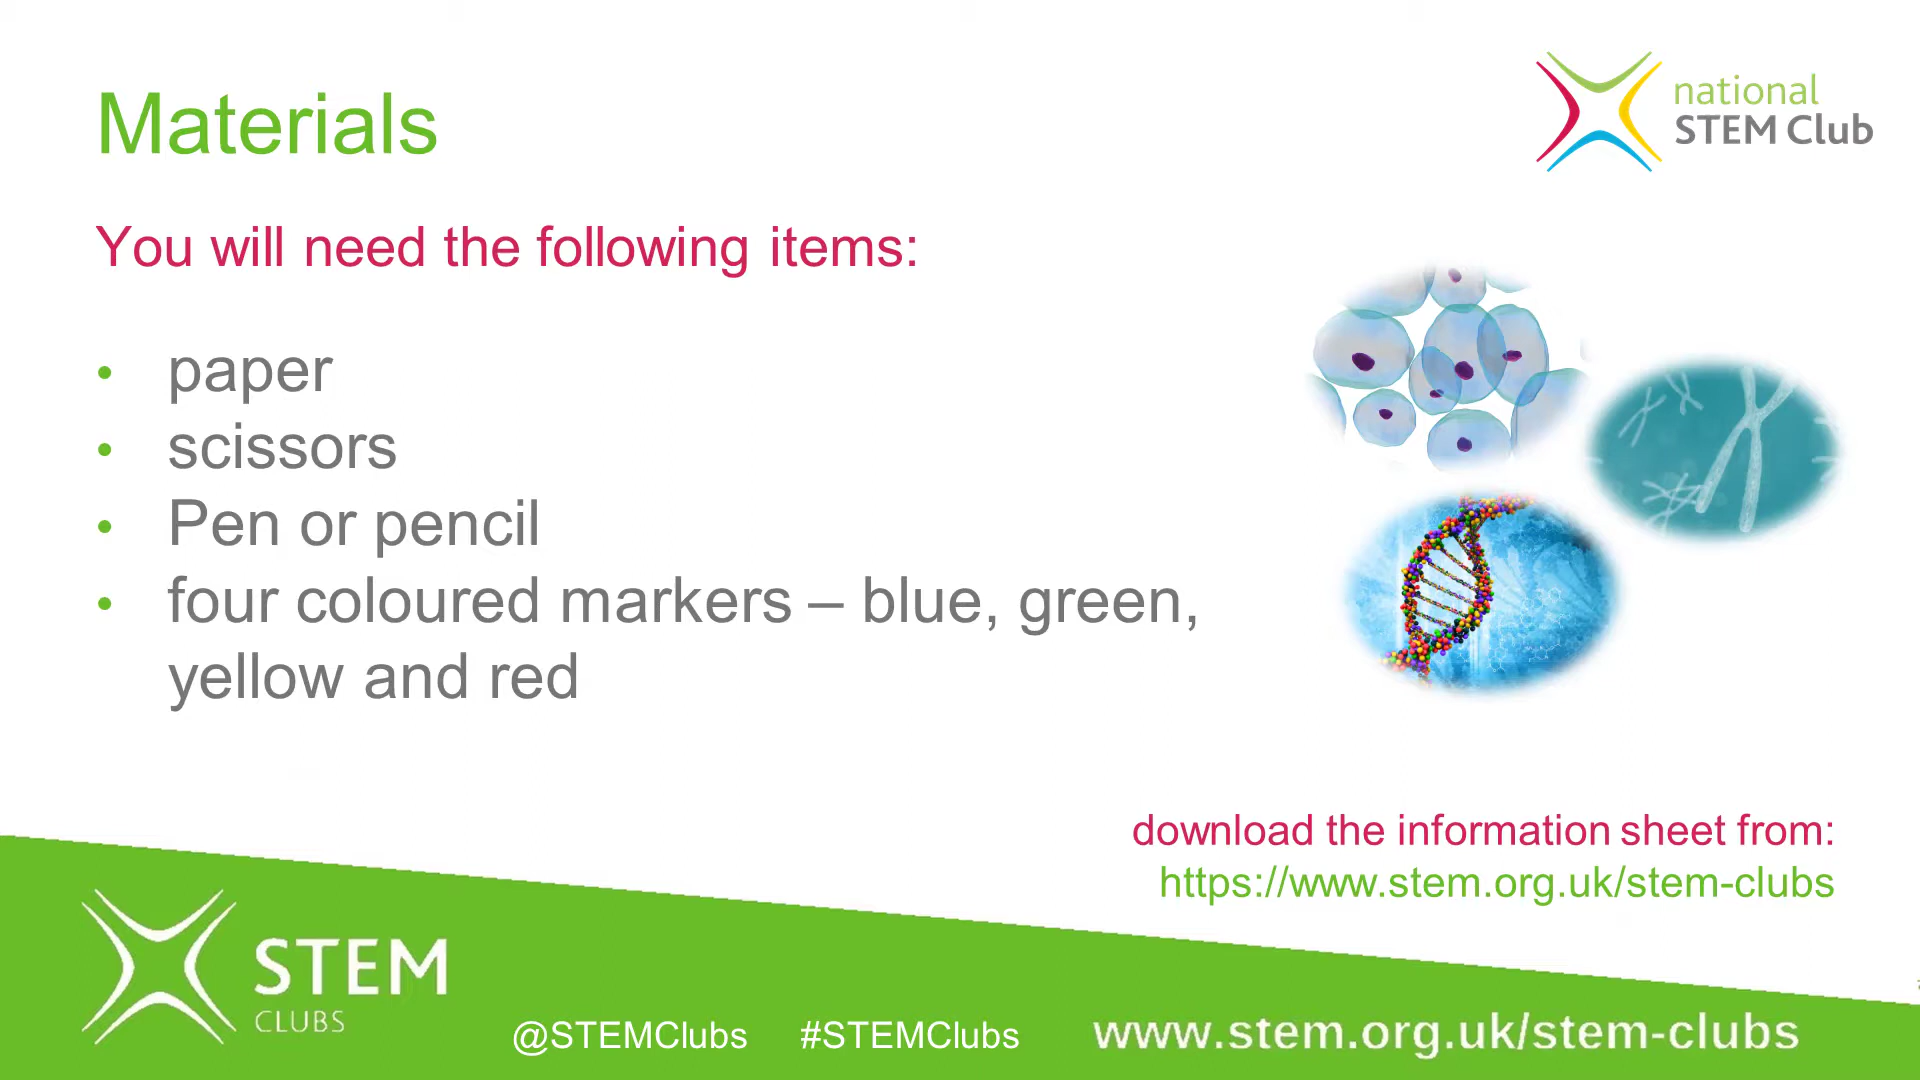 Materials
national
STEM Club
You will need the following items:
• paper
• scissors
• Pen or pencil
• four coloured markers – blue, green,
yellow and red
download the information sheet from:
https://www.stem.org.uk/stem-clubs
STEM
CLUBS
@STEMClubs #STEMClubs www.stem.org.uk/stem-clubs